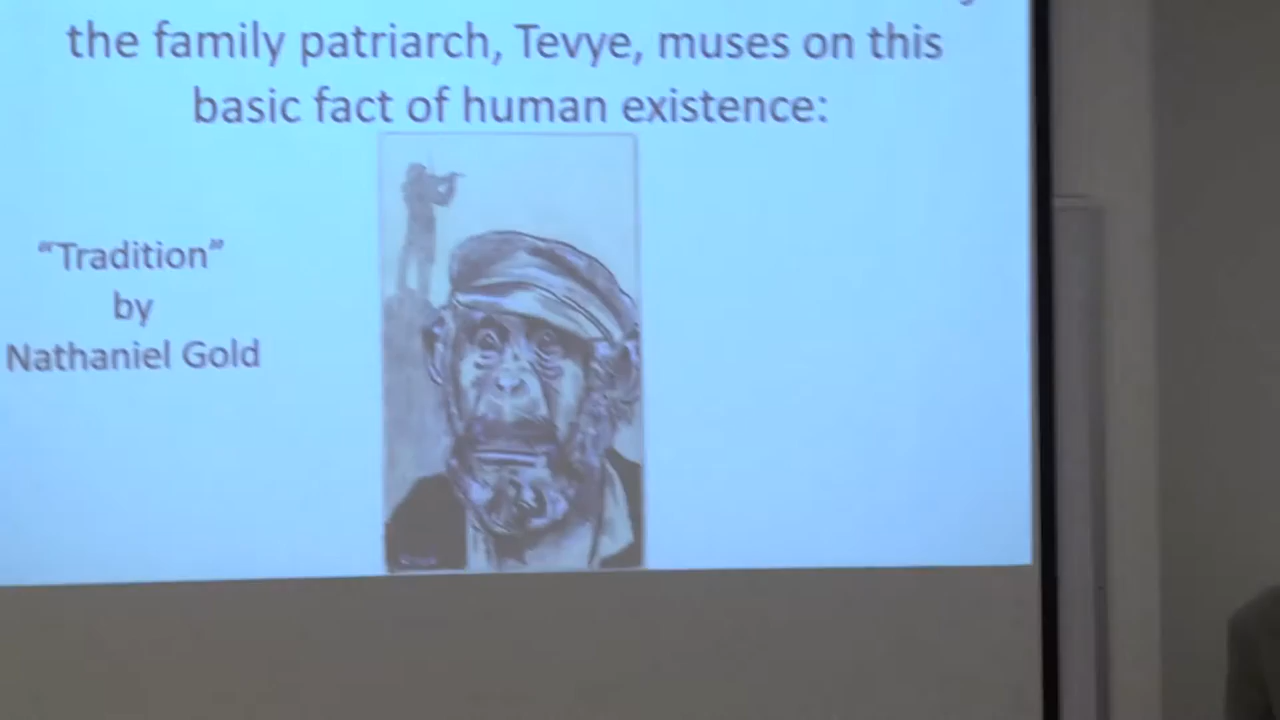 the family patriarch, Tevye, muses on this
basic fact of human existence:
“Tradition”
by
Nathaniel Gold